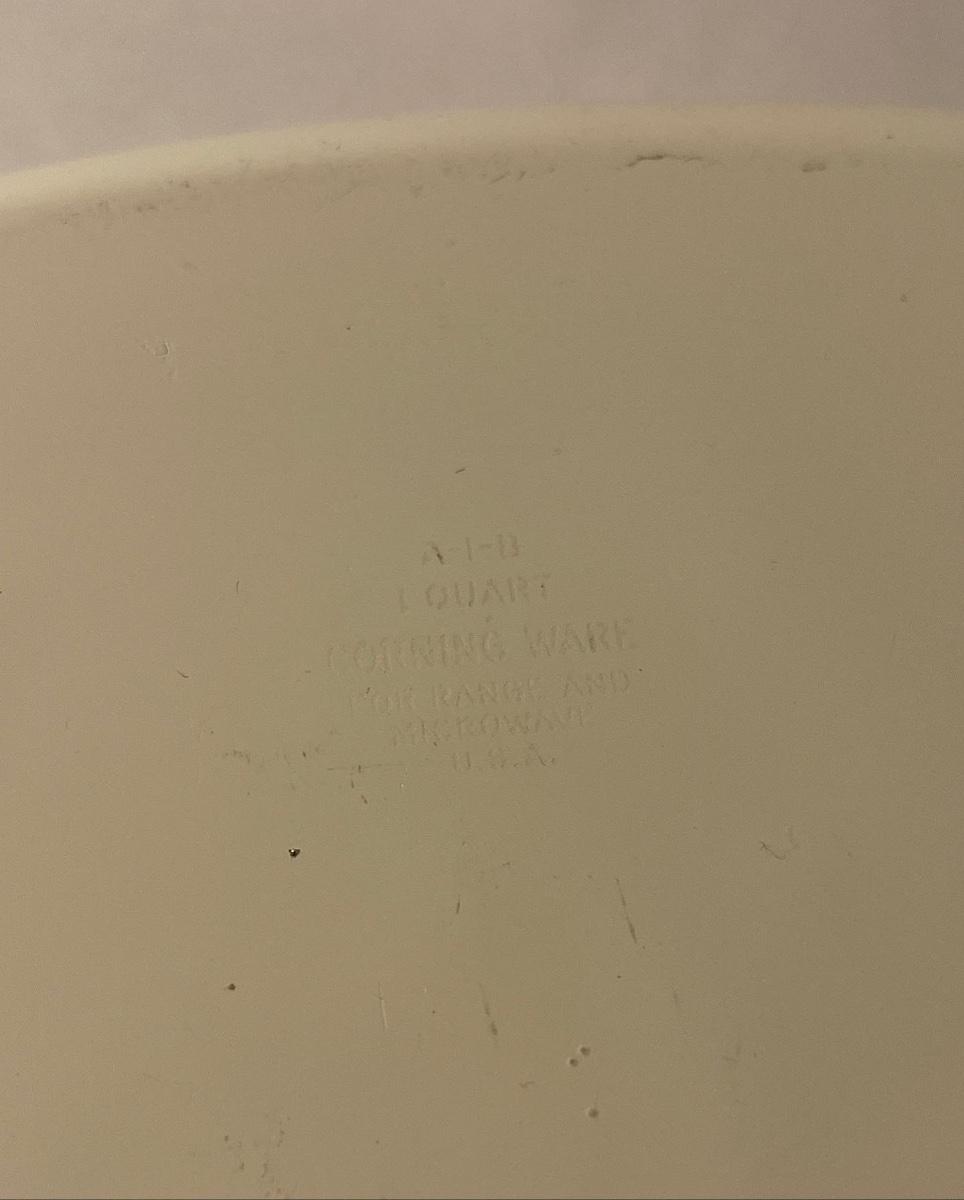 A-1-B
1 QUART
CORNING WARE
FOR RANGE AND
MICROWAVE
U.S.A.